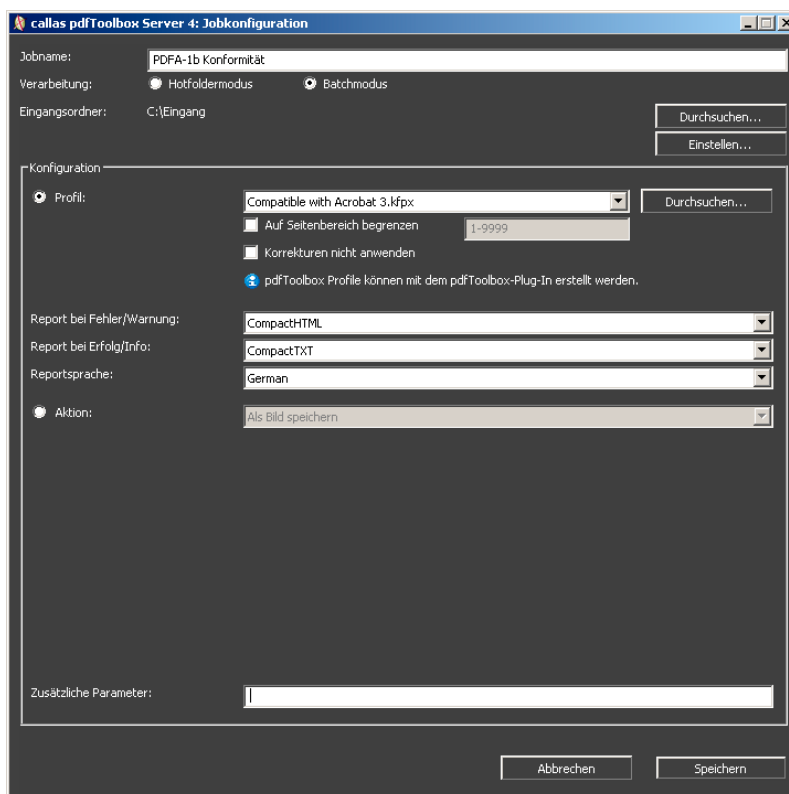 callas pdfToolbox Server 4: Jobkonfiguration
Jobname: PDFA-1b Konformität
Verarbeitung: Hotfoldermodus Batchmodus
Eingangsordner: C:\Eingang
Durchsuchen...
Einstellen...
Konfiguration
Profil: Compatible with Acrobat 3.kfpx Durchsuchen...
Auf Seitenbereich begrenzen 1-9999
Korrekturen nicht anwenden
pdfToolbox Profile können mit dem pdfToolbox-Plug-In erstellt werden.
Report bei Fehler/Warnung: CompactHTML
Report bei Erfolg/Info: CompactTXT
Reportsprache: German
Aktion: Als Bild speichern
Zusätzliche Parameter:
Abbrechen Speichern